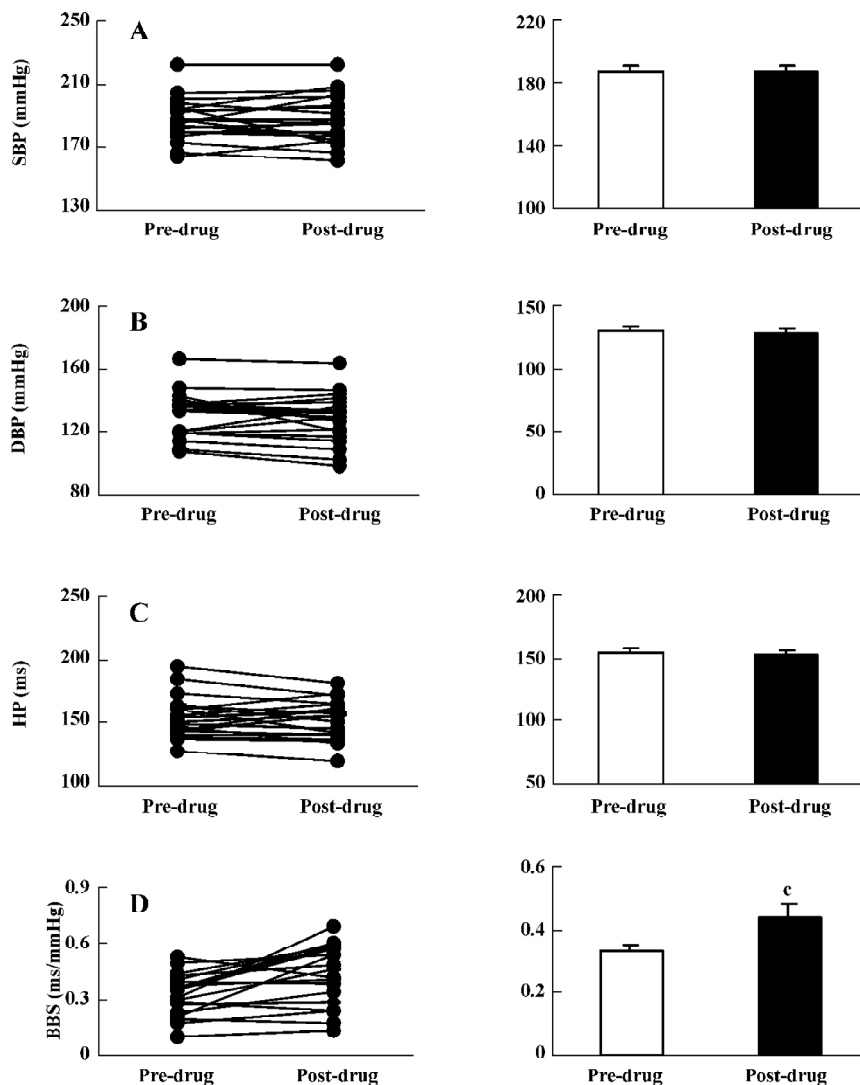 A
SBP (mmHg)
250
210
170
130
Pre-drug Post-drug
220
180
140
100
Pre-drug Post-drug
B
DBP (mmHg)
200
160
120
80
Pre-drug Post-drug
150
100
50
0
Pre-drug Post-drug
C
HP (ms)
250
200
150
100
Pre-drug Post-drug
200
150
100
50
Pre-drug Post-drug
D
BBS (ms/mmHg)
0.9
0.6
0.3
0
Pre-drug Post-drug
0.6
0.4
0.2
0
c
Pre-drug Post-drug